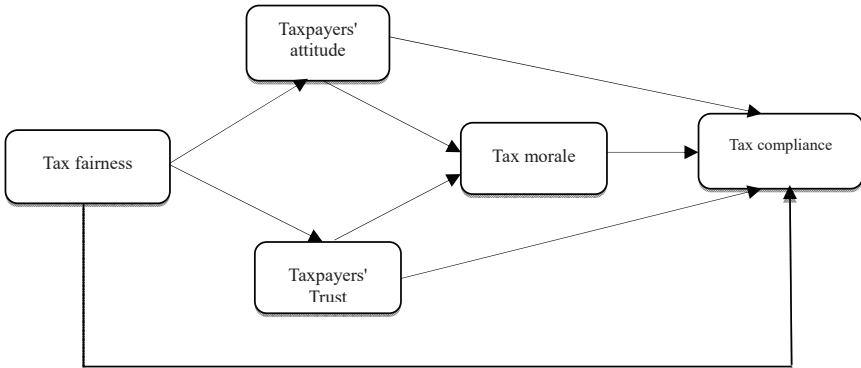 Taxpayers'
attitude
Tax fairness
Tax morale
Tax compliance
Taxpayers'
Trust